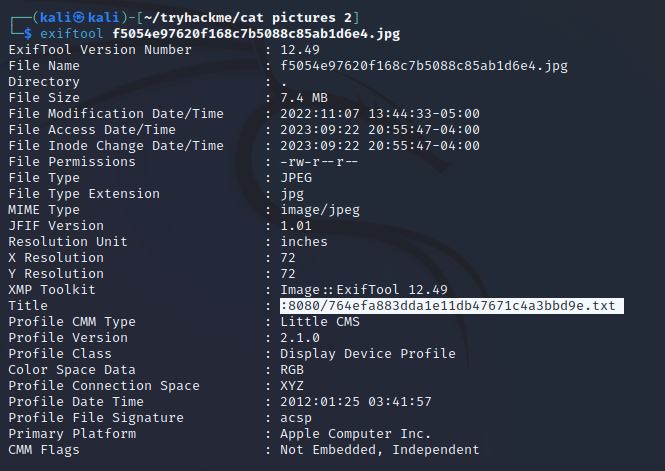 ┌──(kali㉿kali)-[~/tryhackme/cat pictures 2]
└─$ exiftool f5054e97620f168c7b5088c85ab1d6e4.jpg
ExifTool Version Number : 12.49
File Name : f5054e97620f168c7b5088c85ab1d6e4.jpg
Directory : .
File Size : 7.4 MB
File Modification Date/Time : 2022:11:07 13:44:33-05:00
File Access Date/Time : 2023:09:22 20:55:47-04:00
File Inode Change Date/Time : 2023:09:22 20:55:47-04:00
File Permissions : -rw-r--r--
File Type : JPEG
File Type Extension : jpg
MIME Type : image/jpeg
JFIF Version : 1.01
Resolution Unit : inches
X Resolution : 72
Y Resolution : 72
XMP Toolkit : Image::ExifTool 12.49
Title : :8080/764efa883dda1e11db47671c4a3bbd9e.txt
Profile CMM Type : Little CMS
Profile Version : 2.1.0
Profile Class : Display Device Profile
Color Space Data : RGB
Profile Connection Space : XYZ
Profile Date Time : 2012:01:25 03:41:57
Profile File Signature : acsp
Primary Platform : Apple Computer Inc.
CMM Flags : Not Embedded, Independent